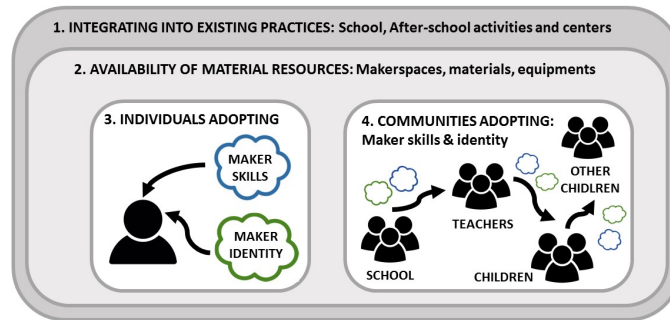 1. INTEGRATING INTO EXISTING PRACTICES: School, After-school activities and centers
2. AVAILABILITY OF MATERIAL RESOURCES: Makerspaces, materials, equipments
3. INDIVIDUALS ADOPTING
MAKER
SKILLS
MAKER
IDENTITY
4. COMMUNITIES ADOPTING:
Maker skills & identity
SCHOOL
TEACHERS
CHILDREN
OTHER
CHIDLREN